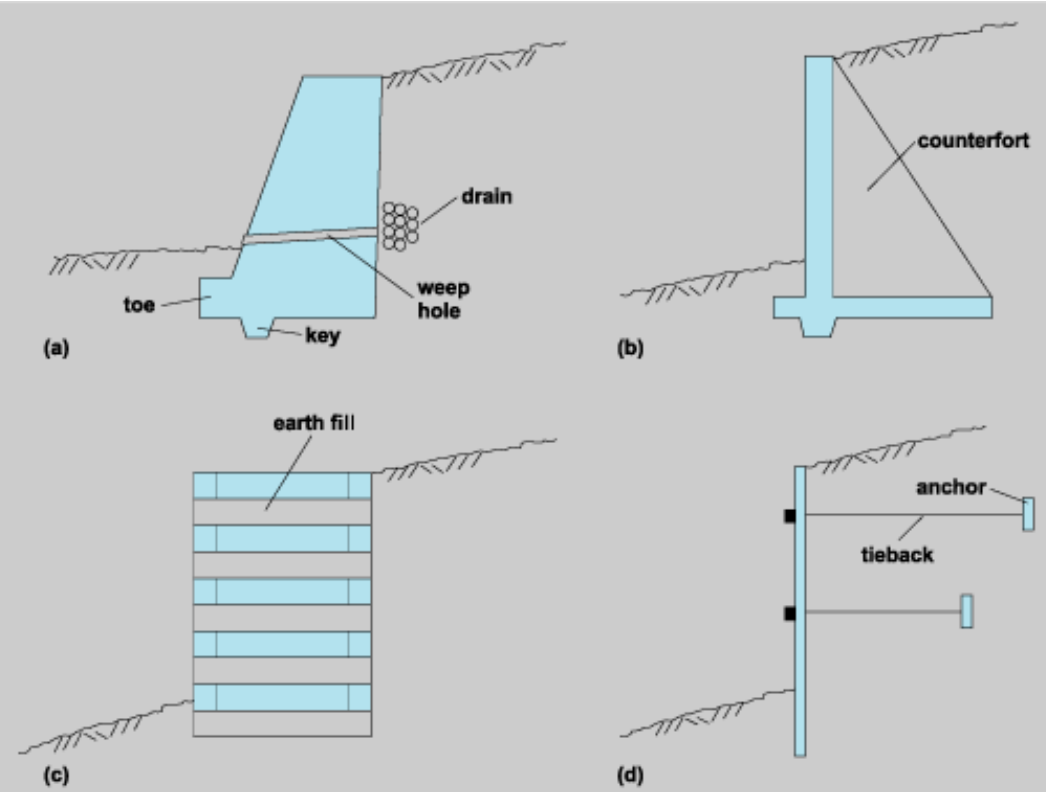 drain
weep
hole
toe
key
(a)
counterfort
(b)
earth fill
(c)
anchor
tieback
(d)